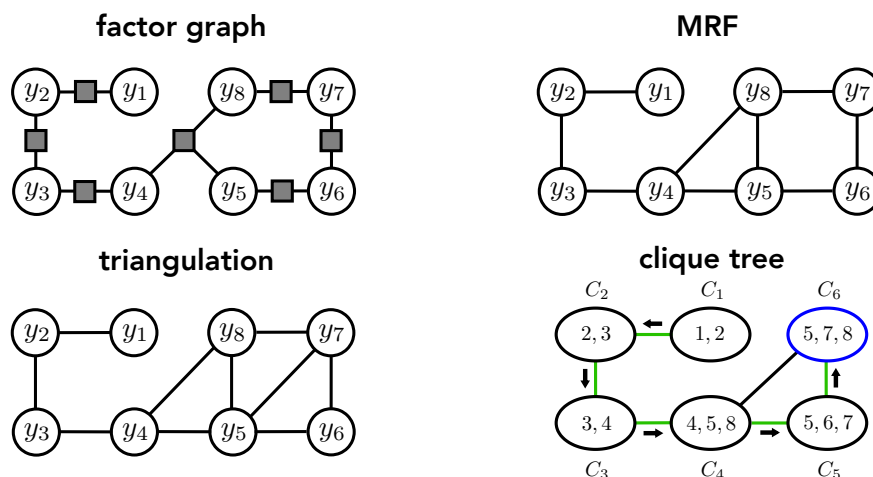 factor graph
MRF
y₂ y₁ y₈ y₇
y₃ y₄ y₅ y₆
y₂ y₁ y₈ y₇
y₃ y₄ y₅ y₆
triangulation
clique tree
y₂ y₁ y₈ y₇
y₃ y₄ y₅ y₆
C₂ C₁ C₆
2, 3 1, 2 5, 7, 8
3, 4 4, 5, 8 5, 6, 7
C₃ C₄ C₅